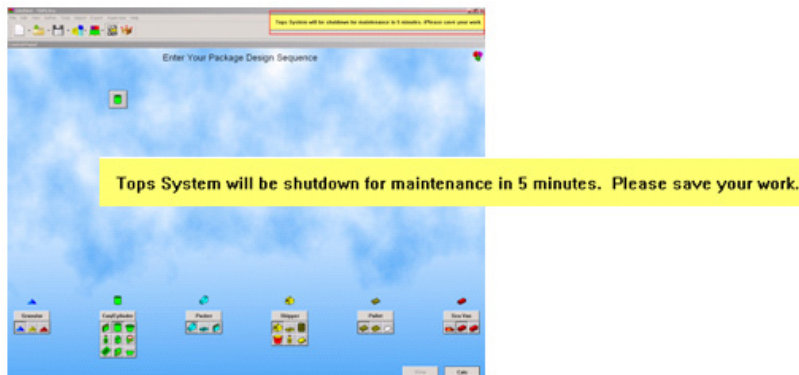 Tops System will be shutdown for maintenance in 5 minutes. Please save your work.
Enter Your Package Design Sequence
Tops System will be shutdown for maintenance in 5 minutes. Please save your work.
Granular
Can/Cylinder
Packer
Shipper
Pallet
Sea Van
Calc